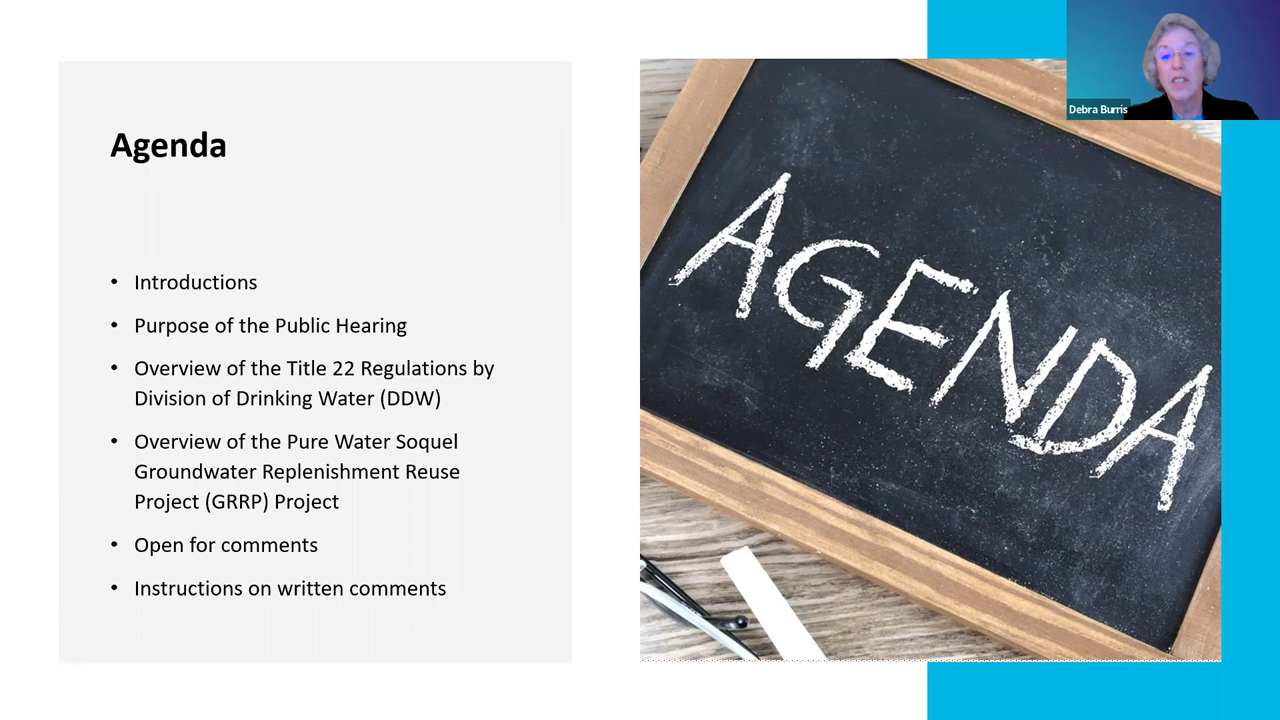 Agenda
• Introductions
• Purpose of the Public Hearing
• Overview of the Title 22 Regulations by
Division of Drinking Water (DDW)
• Overview of the Pure Water Soquel
Groundwater Replenishment Reuse
Project (GRRP) Project
• Open for comments
• Instructions on written comments
AGENDA
Debra Burris